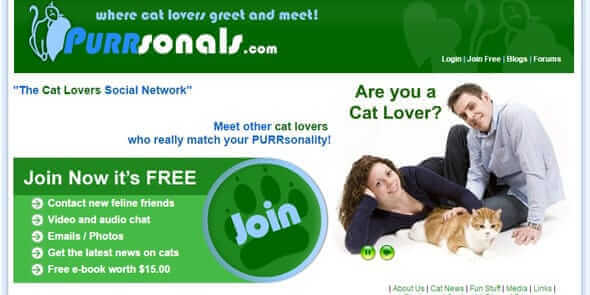 where cat lovers greet and meet!
PURRsonals.com
Login | Join Free | Blogs | Forums
"The Cat Lovers Social Network"
Are you a
Cat Lover?
Meet other cat lovers
who really match your PURRsonality!
Join Now it's FREE
Contact new feline friends
Video and audio chat
Emails / Photos
Get the latest news on cats
Free e-book worth $15.00
Join
| About Us | Cat News | Fun Stuff | Media | Links |